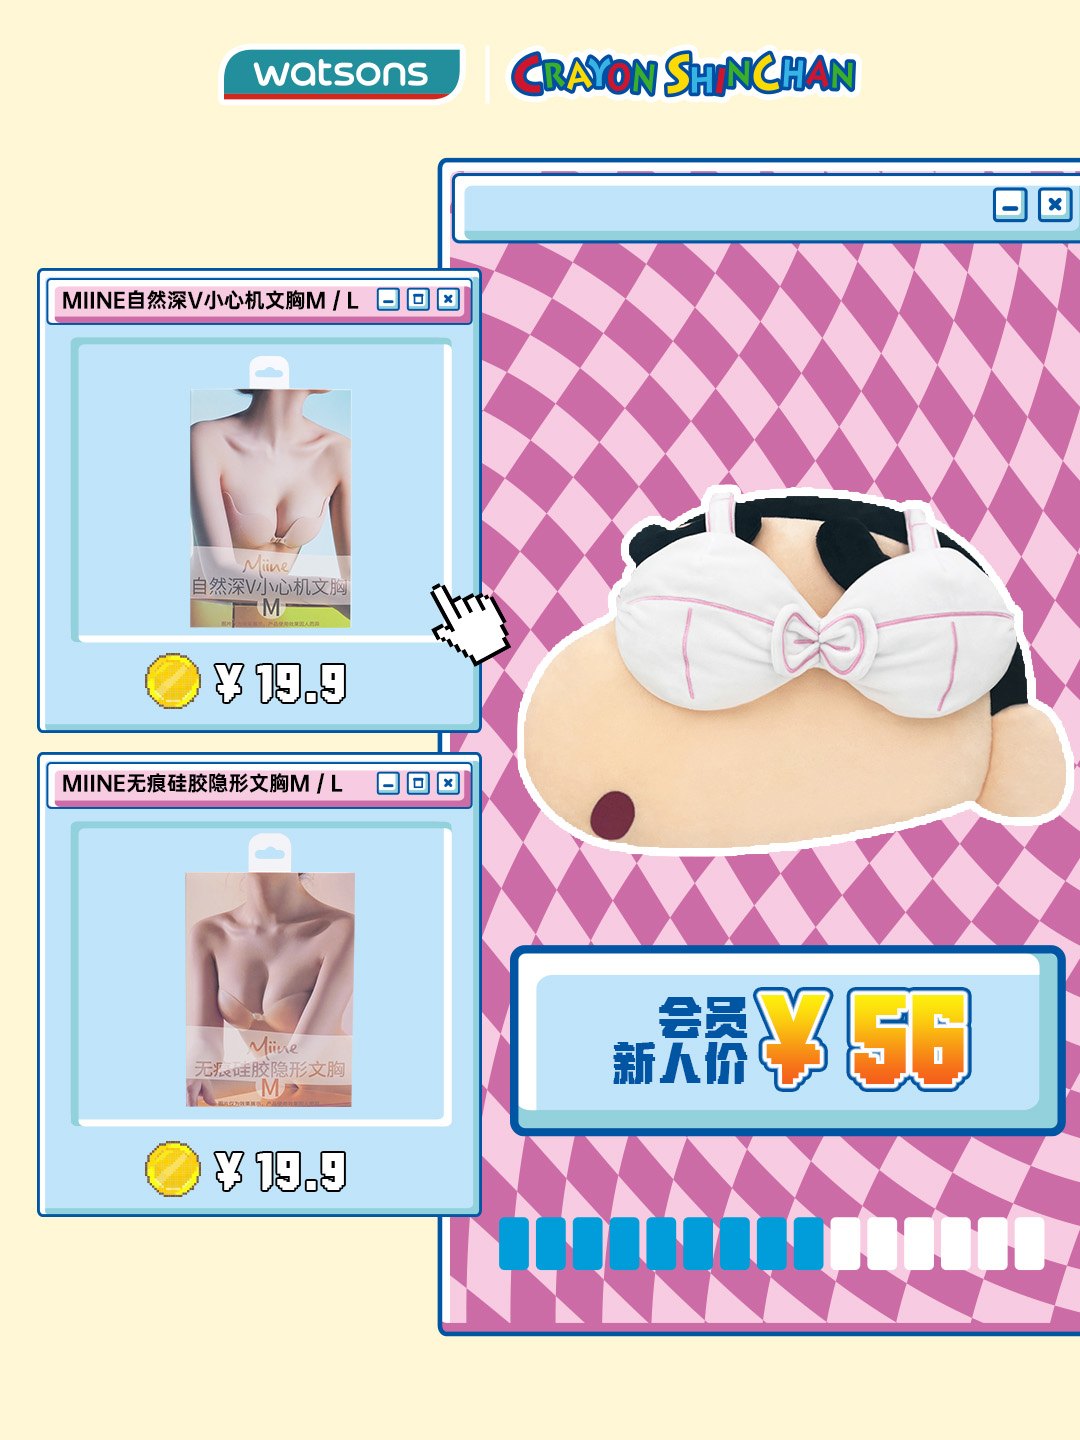 watsons
CRAYON SHINCHAN
MIINE自然深V小心机文胸M / L
Miine
自然深V小心机文胸
M
¥ 19.9
MIINE无痕硅胶隐形文胸M / L
Miine
无痕硅胶隐形文胸
M
¥ 19.9
会员
新人价
¥ 56